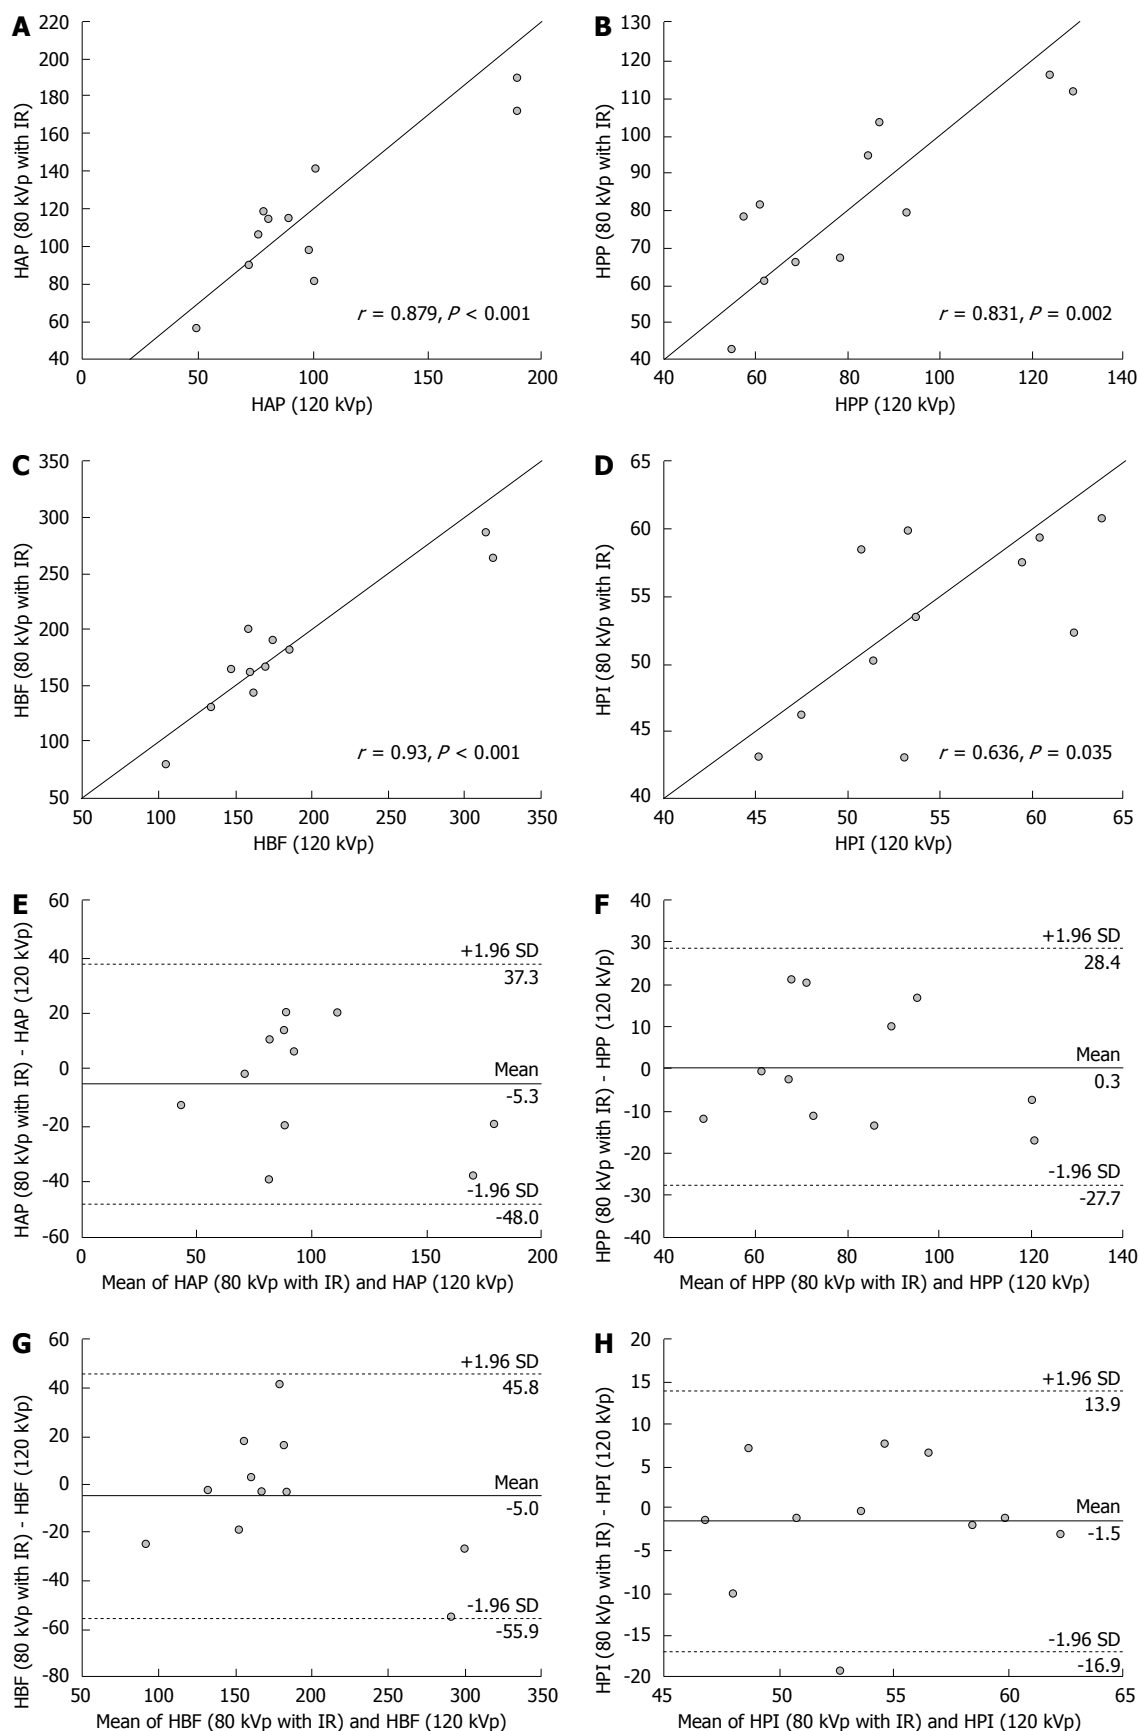 A
HAP (80 kVp with IR)
220
200
180
160
140
120
100
80
60
40
r = 0.879, P < 0.001
0 50 100 150 200
HAP (120 kVp)
B
HPP (80 kVp with IR)
130
120
110
100
90
80
70
60
50
40
r = 0.831, P = 0.002
40 60 80 100 120 140
HPP (120 kVp)
C
HBF (80 kVp with IR)
350
300
250
200
150
100
50
r = 0.93, P < 0.001
50 100 150 200 250 300 350
HBF (120 kVp)
D
HPI (80 kVp with IR)
65
60
55
50
45
40
r = 0.636, P = 0.035
40 45 50 55 60 65
HPI (120 kVp)
E
HAP (80 kVp with IR) - HAP (120 kVp)
60
40
20
0
-20
-40
-60
+1.96 SD
37.3
Mean
-5.3
-1.96 SD
-48.0
0 50 100 150 200
Mean of HAP (80 kVp with IR) and HAP (120 kVp)
F
HPP (80 kVp with IR) - HPP (120 kVp)
40
30
20
10
0
-10
-20
-30
-40
+1.96 SD
28.4
Mean
0.3
-1.96 SD
-27.7
40 60 80 100 120 140
Mean of HPP (80 kVp with IR) and HPP (120 kVp)
G
HBF (80 kVp with IR) - HBF (120 kVp)
60
40
20
0
-20
-40
-60
-80
+1.96 SD
45.8
Mean
-5.0
-1.96 SD
-55.9
50 100 150 200 250 300 350
Mean of HBF (80 kVp with IR) and HBF (120 kVp)
H
HPI (80 kVp with IR) - HPI (120 kVp)
20
15
10
5
0
-5
-10
-15
-20
+1.96 SD
13.9
Mean
-1.5
-1.96 SD
-16.9
45 50 55 60 65
Mean of HPI (80 kVp with IR) and HPI (120 kVp)